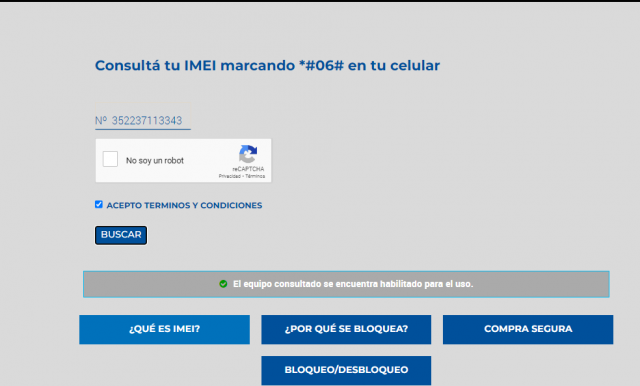 Consultá tu IMEI marcando *#06# en tu celular
Nº 352237113343
No soy un robot
reCAPTCHA
Privacidad - Términos
ACEPTO TERMINOS Y CONDICIONES
BUSCAR
El equipo consultado se encuentra habilitado para el uso.
¿QUÉ ES IMEI?
¿POR QUÉ SE BLOQUEA?
COMPRA SEGURA
BLOQUEO/DESBLOQUEO